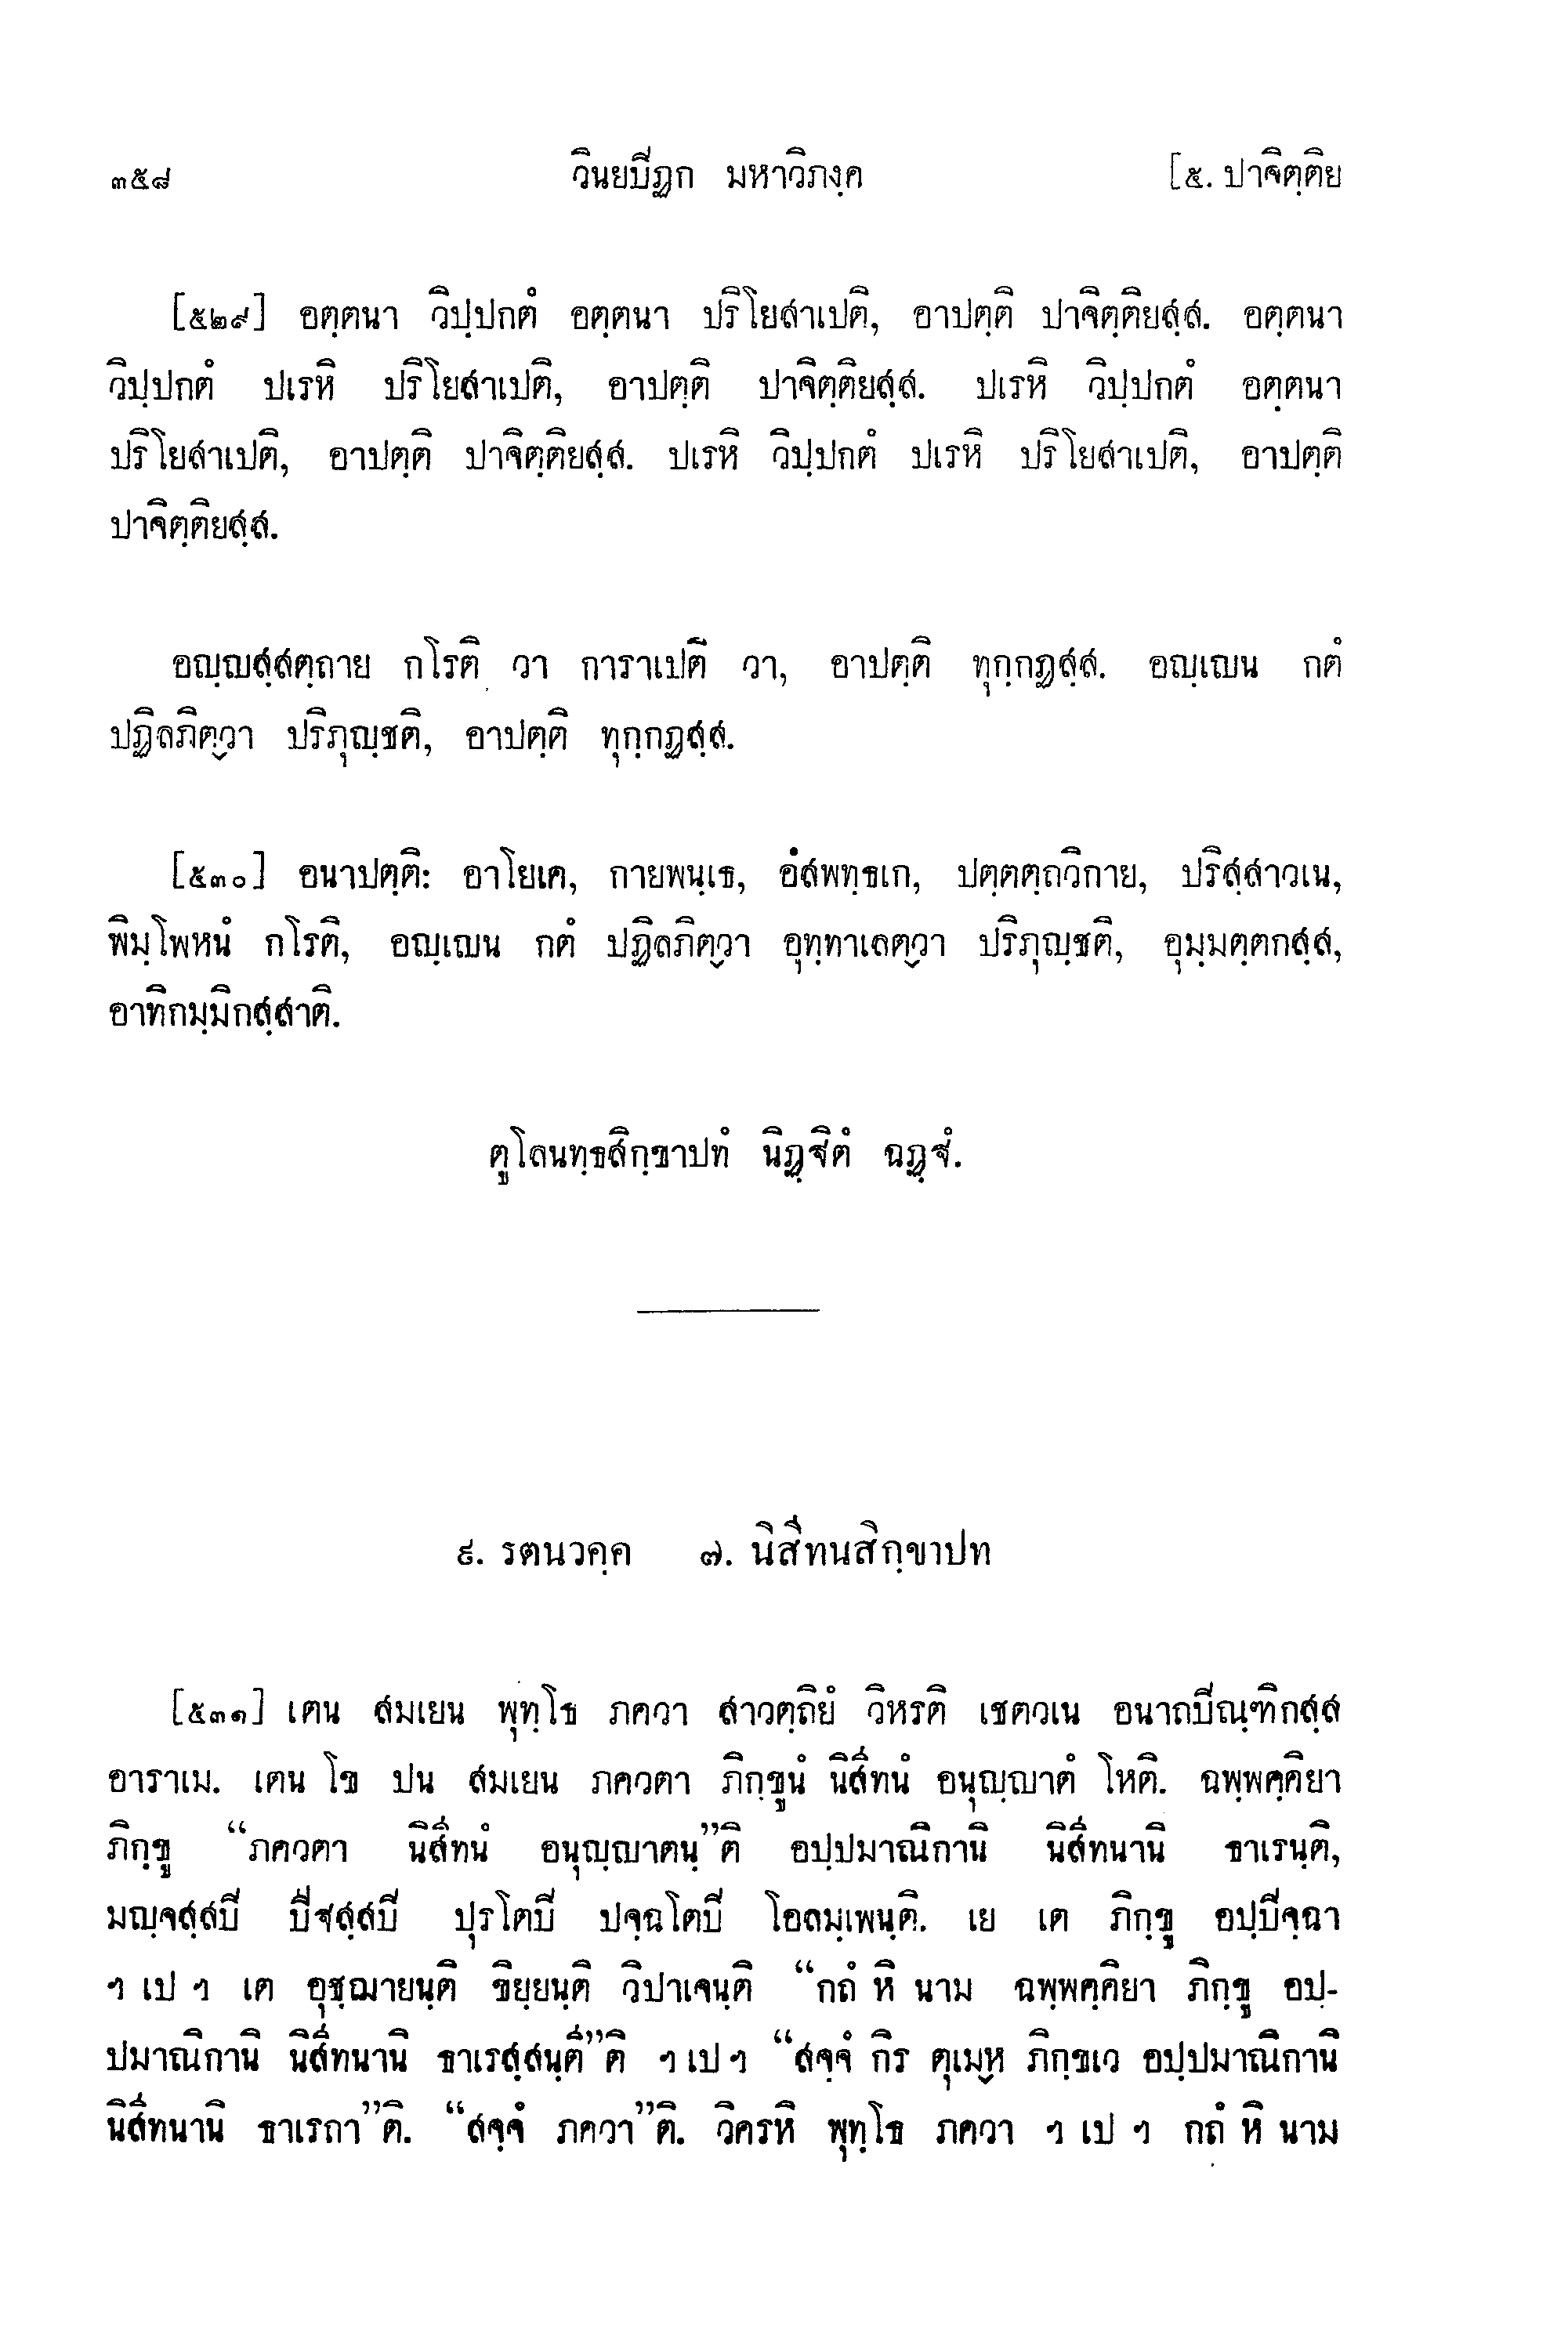 ๓๕๘ วินยปิฏก มหาวิภงฺค [๕. ปาจิตฺติย
[๕๒๙] อตฺตนา วิปฺปกตํ อตฺตนา ปริโยสาเปติ, อาปตฺติ ปาจิตฺติยสฺส. อตฺตนา
วิปฺปกตํ ปเรหิ ปริโยสาเปติ, อาปตฺติ ปาจิตฺติยสฺส. ปเรหิ วิปฺปกตํ อตฺตนา
ปริโยสาเปติ, อาปตฺติ ปาจิตฺติยสฺส. ปเรหิ วิปฺปกตํ ปเรหิ ปริโยสาเปติ, อาปตฺติ
ปาจิตฺติยสฺส.
อญฺญสฺสตฺถาย กโรติ วา การาเปติ วา, อาปตฺติ ทุกฺกฏสฺส. อญฺเญน กตํ
ปฏิลภิตฺวา ปริภุญฺชติ, อาปตฺติ ทุกฺกฏสฺส.
[๕๓๐] อนาปตฺติ: อาโยเค, กายพนฺเธ, อํสพทฺธเก, ปตฺตตฺถวิกาย, ปริสฺสาวเน,
พิมฺโพหนํ กโรติ, อญฺเญน กตํ ปฏิลภิตฺวา อุทฺทาเลตฺวา ปริภุญฺชติ, อุมฺมตฺตกสฺส,
อาทิกมฺมิกสฺสาติ.
ตูโลนทฺธสิกฺขาปทํ นิฏฺฐิตํ ฉฏฺฐํ.
๙. รตนวคฺค ๗. นิสีทนสิกฺขาปท
[๕๓๑] เตน สมเยน พุทฺโธ ภควา สาวตฺถิยํ วิหรติ เชตวเน อนาถปิณฺฑิกสฺส
อาราเม. เตน โข ปน สมเยน ภควตา ภิกฺขูนํ นิสีทนํ อนุญฺญาตํ โหติ. ฉพฺพคฺคิยา
ภิกฺขู “ภควตา นิสีทนํ อนุญฺญาตนฺ”ติ อปฺปมาณิกานิ นิสีทนานิ ธาเรนฺติ,
มญฺจสฺสปิ ปีฐสฺสปิ ปุรโตปิ ปจฺฉโตปิ โอลมฺเพนฺติ. เย เต ภิกฺขู อปฺปิจฺฉา
ฯ เป ฯ เต อุชฺฌายนฺติ ขิยฺยนฺติ วิปาเจนฺติ “กถํ หิ นาม ฉพฺพคฺคิยา ภิกฺขู อปฺ-
ปมาณิกานิ นิสีทนานิ ธาเรสฺสนฺตี”ติ ฯ เป ฯ “สจฺจํ กิร ตุเมฺห ภิกฺขเว อปฺปมาณิกานิ
นิสีทนานิ ธาเรถา”ติ. “สจฺจํ ภควา”ติ. วิครหิ พุทฺโธ ภควา ฯ เป ฯ กถํ หิ นาม